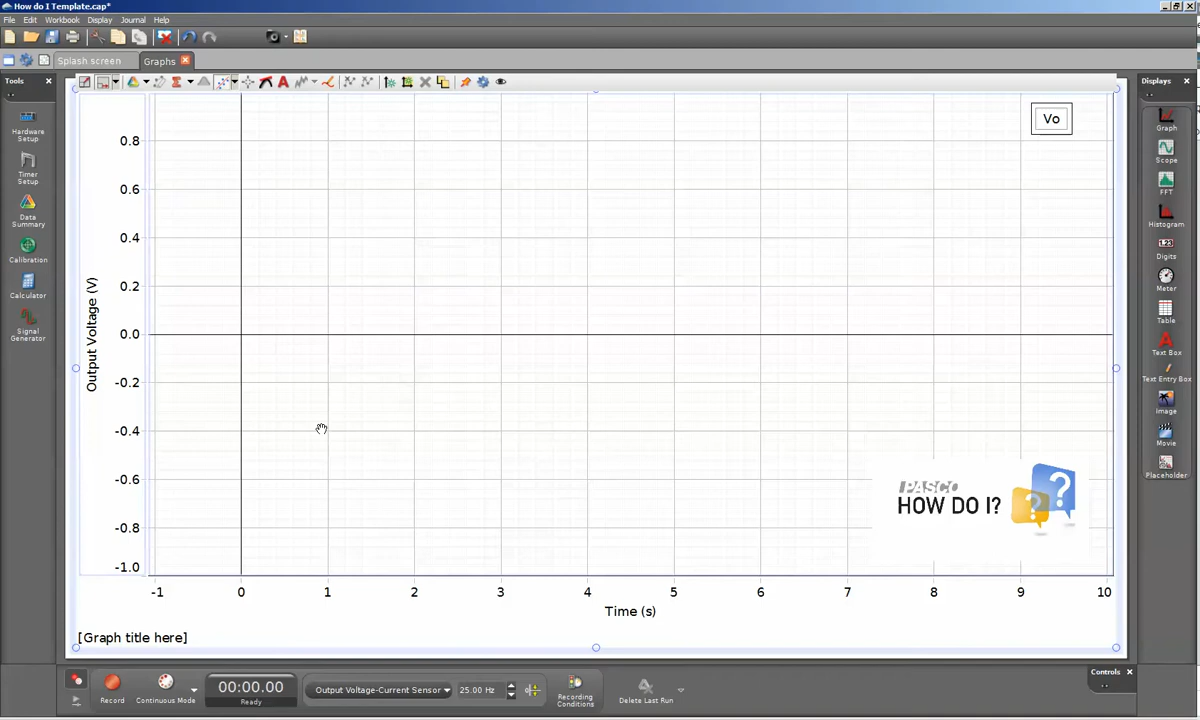 How do I Template.cap*
File Edit Workbook Display Journal Help
Splash screen Graphs
Tools
Displays
Hardware Setup
Timer Setup
Data Summary
Calibration
Calculator
Signal Generator
Vo
0.8
0.6
0.4
0.2
0.0
-0.2
-0.4
-0.6
-0.8
-1.0
Output Voltage (V)
-1 0 1 2 3 4 5 6 7 8 9 10
Time (s)
[Graph title here]
PASCO
HOW DO I?
Graph
Scope
FFT
Histogram
1.23
Digits
Meter
Table
Text Box
Text Entry Box
Image
Movie
Placeholder
Record
Continuous Mode
00:00.00
Ready
Output Voltage-Current Sensor
25.00 Hz
Recording Conditions
Delete Last Run
Controls